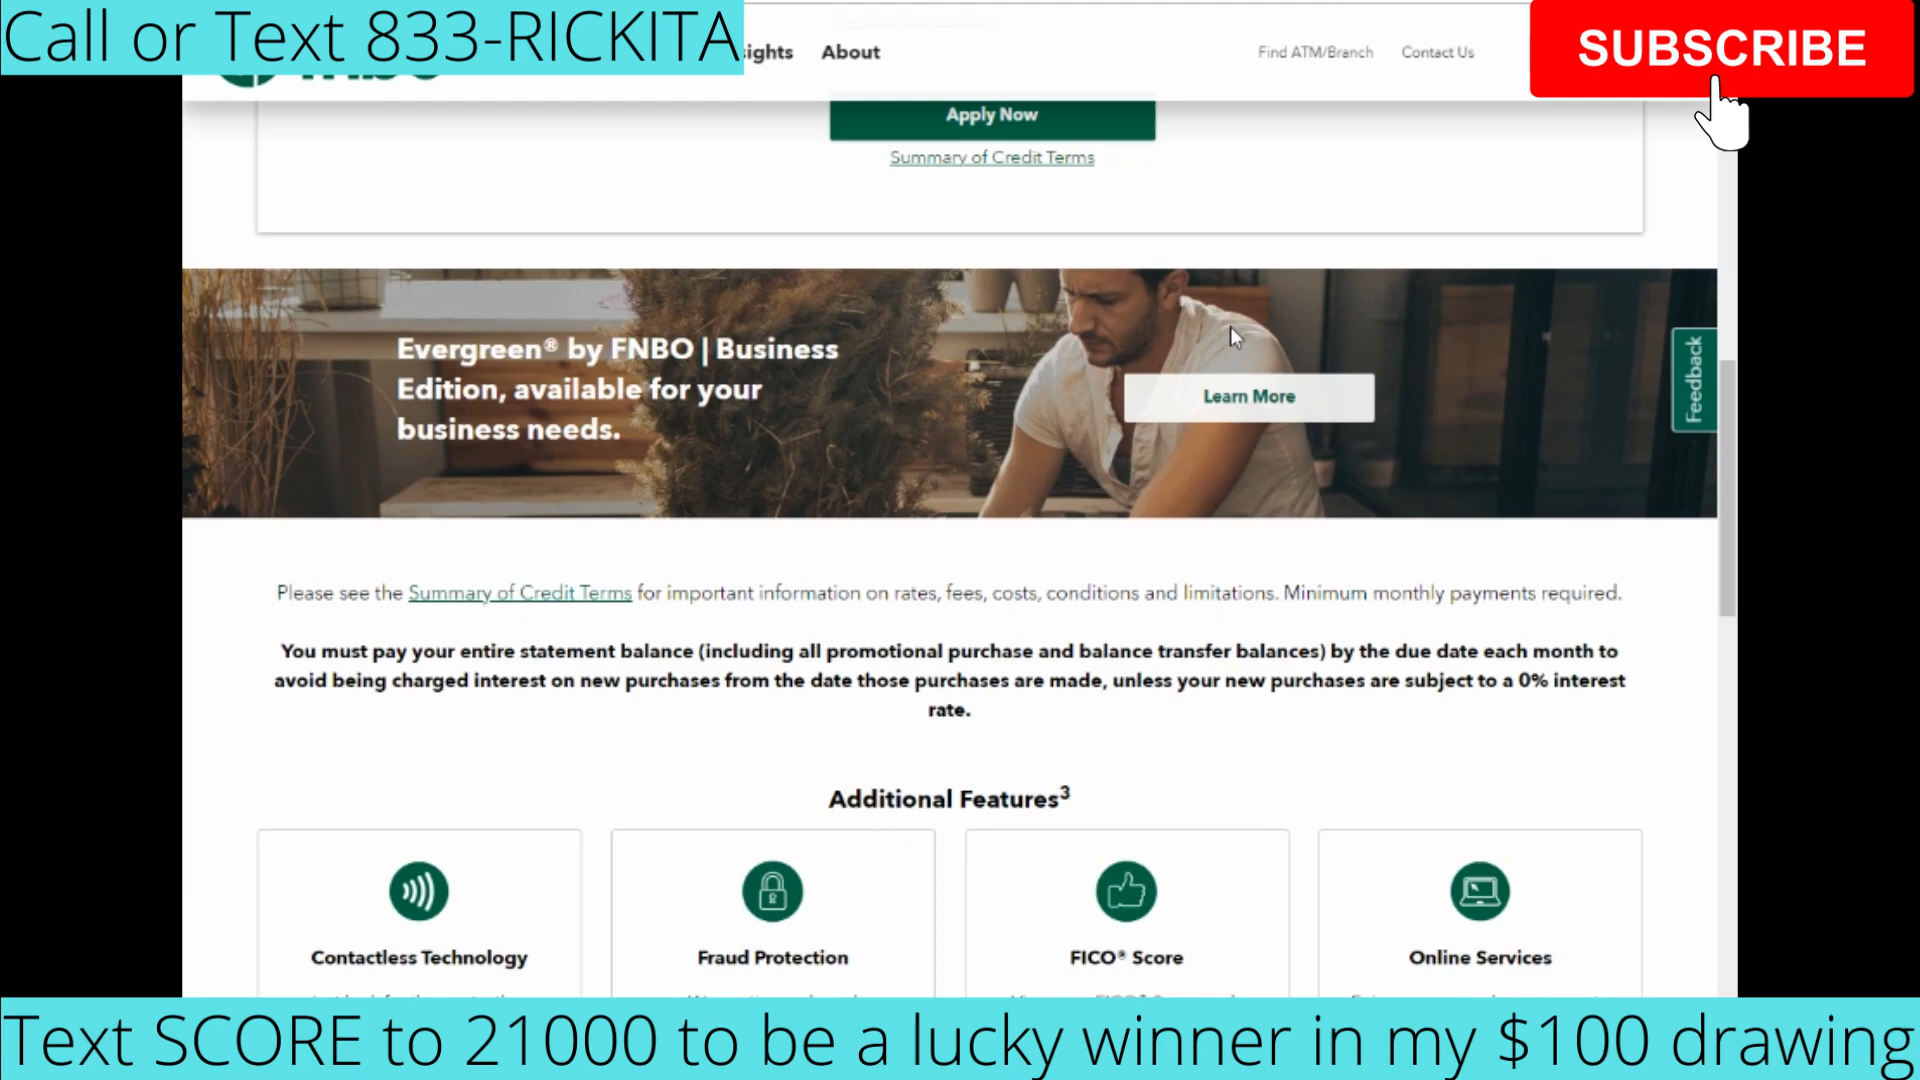 Call or Text 833-RICKITA
About
Find ATM/Branch
Contact Us
SUBSCRIBE
Apply Now
Summary of Credit Terms
Evergreen® by FNBO | Business
Edition, available for your
business needs.
Learn More
Feedback
Please see the Summary of Credit Terms for important information on rates, fees, costs, conditions and limitations. Minimum monthly payments required.
You must pay your entire statement balance (including all promotional purchase and balance transfer balances) by the due date each month to
avoid being charged interest on new purchases from the date those purchases are made, unless your new purchases are subject to a 0% interest
rate.
Additional Features³
Contactless Technology
Fraud Protection
FICO® Score
Online Services
Text SCORE to 21000 to be a lucky winner in my $100 drawing